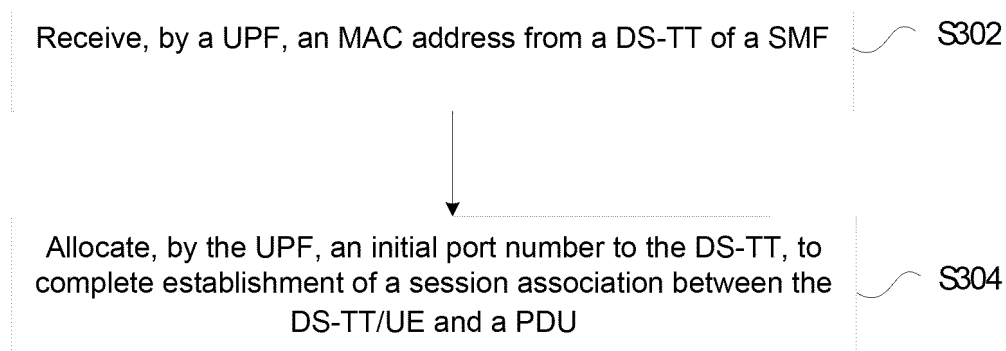 Receive, by a UPF, an MAC address from a DS-TT of a SMF
S302
Allocate, by the UPF, an initial port number to the DS-TT, to
complete establishment of a session association between the
DS-TT/UE and a PDU
S304